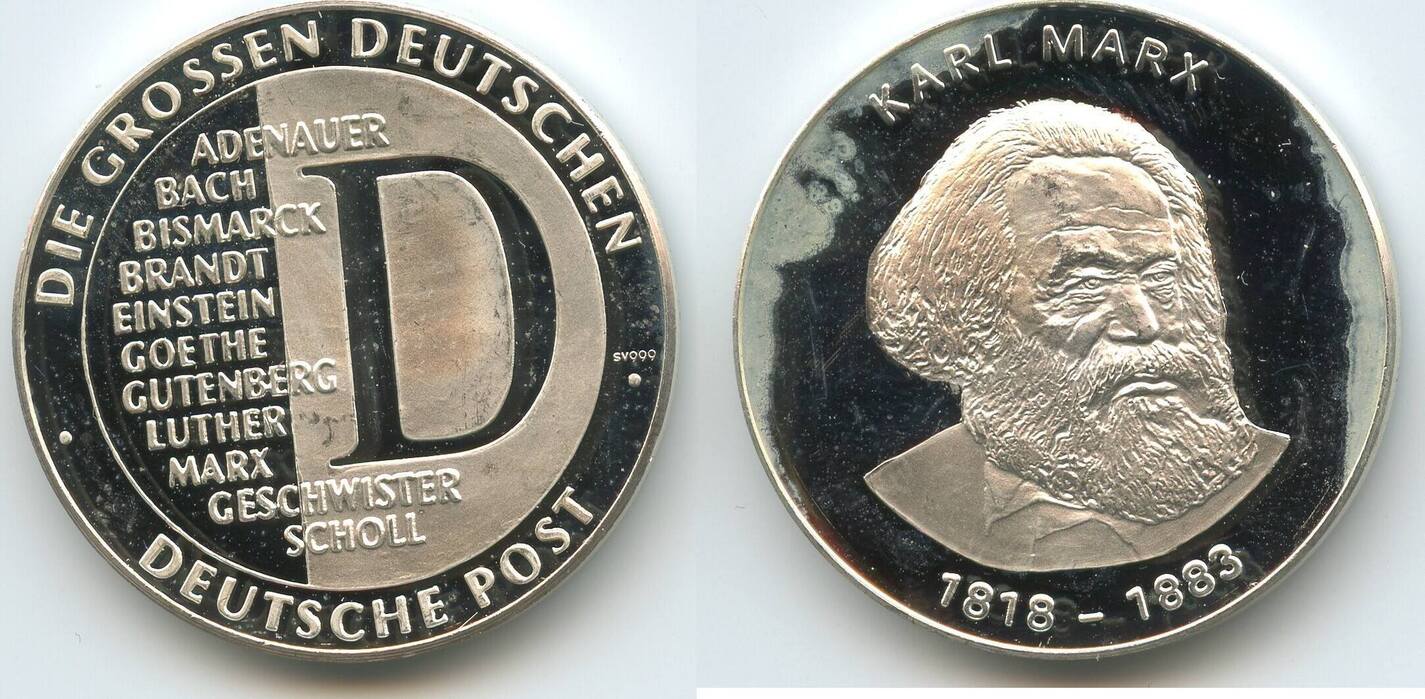 DIE GROSSEN DEUTSCHEN
ADENAUER
BACH
BISMARCK
BRANDT
EINSTEIN
GOETHE
GUTENBERG
LUTHER
MARX
GESCHWISTER
SCHOLL
D
SV999
DEUTSCHE POST
KARL MARX
1818 - 1883